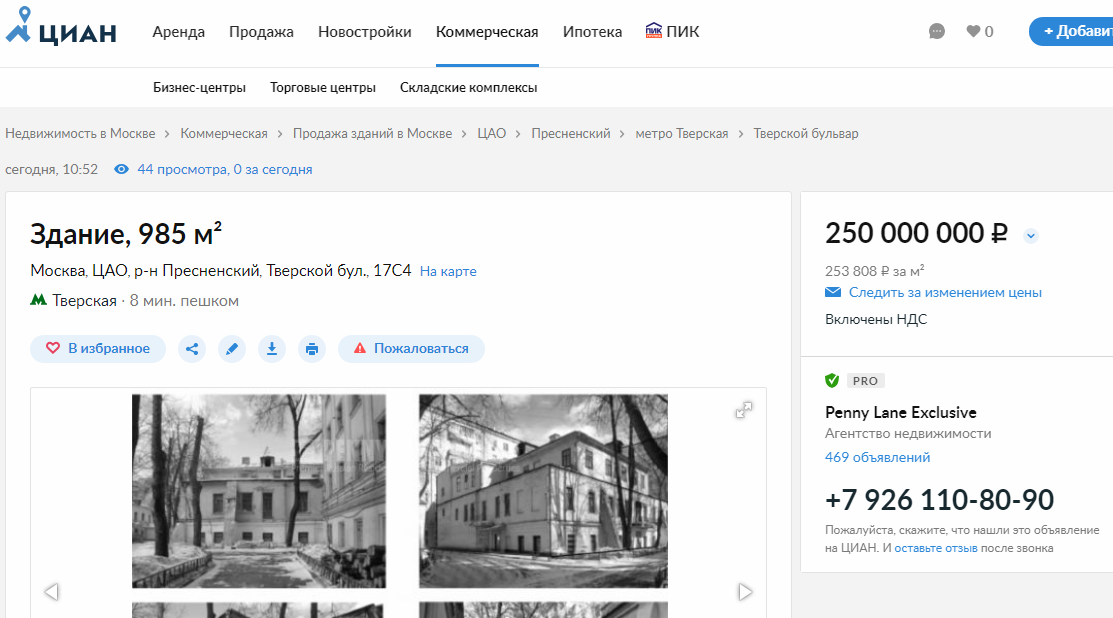 ЦИАН
Аренда Продажа Новостройки Коммерческая Ипотека ПИК ПИК 0 + Добавит
Бизнес-центры Торговые центры Складские комплексы
Недвижимость в Москве > Коммерческая > Продажа зданий в Москве > ЦАО > Пресненский > метро Тверская > Тверской бульвар
сегодня, 10:52 44 просмотра, 0 за сегодня
Здание, 985 м²
Москва, ЦАО, р-н Пресненский, Тверской бул., 17С4 На карте
Тверская · 8 мин. пешком
В избранное Пожаловаться
250 000 000 ₽
253 808 ₽ за м²
Следить за изменением цены
Включены НДС
PRO
Penny Lane Exclusive
Агентство недвижимости
469 объявлений
+7 926 110-80-90
Пожалуйста, скажите, что нашли это объявление
на ЦИАН. И оставьте отзыв после звонка